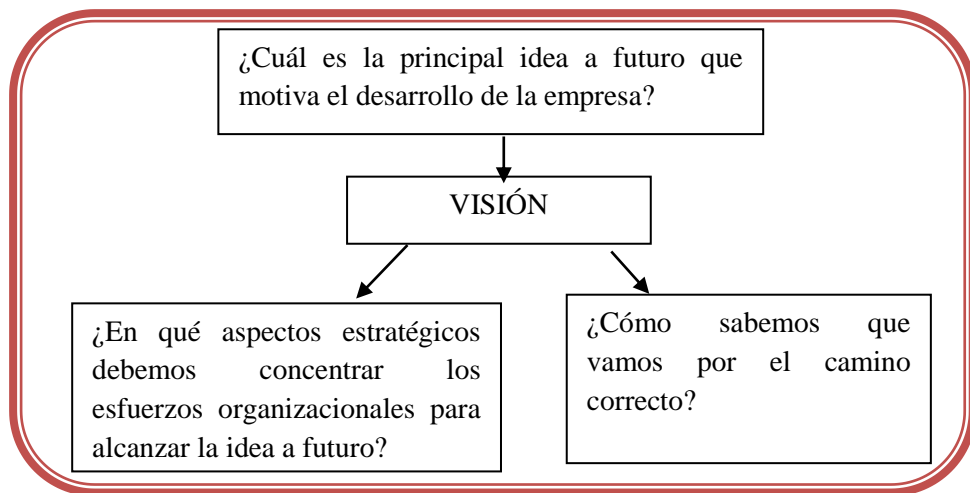 ¿Cuál es la principal idea a futuro que
motiva el desarrollo de la empresa?
VISIÓN
¿En qué aspectos estratégicos
debemos concentrar los
esfuerzos organizacionales para
alcanzar la idea a futuro?
¿Cómo sabemos que
vamos por el camino
correcto?